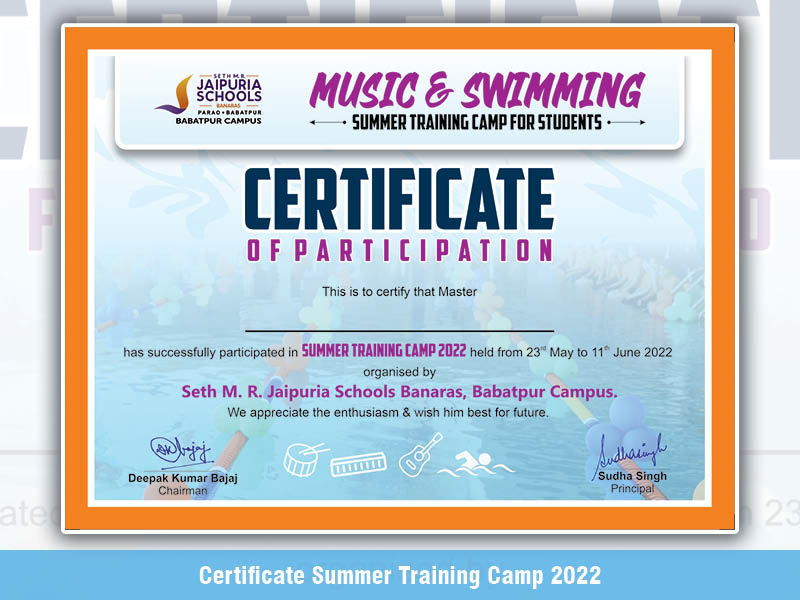 SETH M.R.
JAIPURIA
SCHOOLS
BANARAS
PARAO • BABATPUR
BABATPUR CAMPUS
MUSIC & SWIMMING
SUMMER TRAINING CAMP FOR STUDENTS
CERTIFICATE
OF PARTICIPATION
This is to certify that Master
has successfully participated in SUMMER TRAINING CAMP 2022 held from 23rd May to 11th June 2022
organised by
Seth M. R. Jaipuria Schools Banaras, Babatpur Campus.
We appreciate the enthusiasm & wish him best for future.
Deepak Kumar Bajaj
Chairman
Sudhasingh
Sudha Singh
Principal
Certificate Summer Training Camp 2022